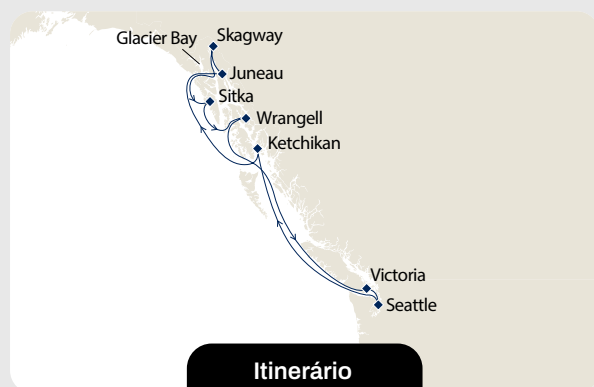 Skagway
Glacier Bay
Juneau
Sitka
Wrangell
Ketchikan
Victoria
Seattle
Itinerário